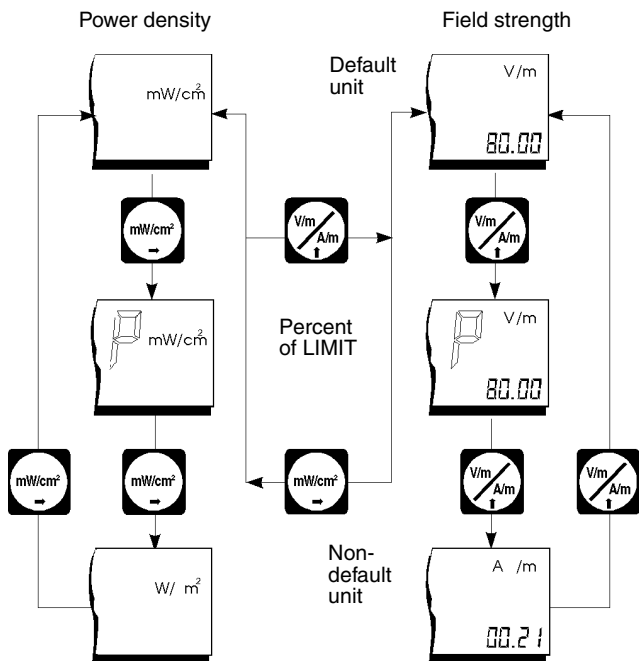 Power density
Field strength
Default
unit
mW/cm²
V/m
80.00
mW/cm²
➡
V/m
A/m
⬆
V/m
A/m
⬆
P
mW/cm²
Percent
of LIMIT
P
V/m
80.00
mW/cm²
➡
mW/cm²
➡
mW/cm²
➡
V/m
A/m
⬆
V/m
A/m
⬆
W/ m²
Non-
default
unit
A /m
00.21